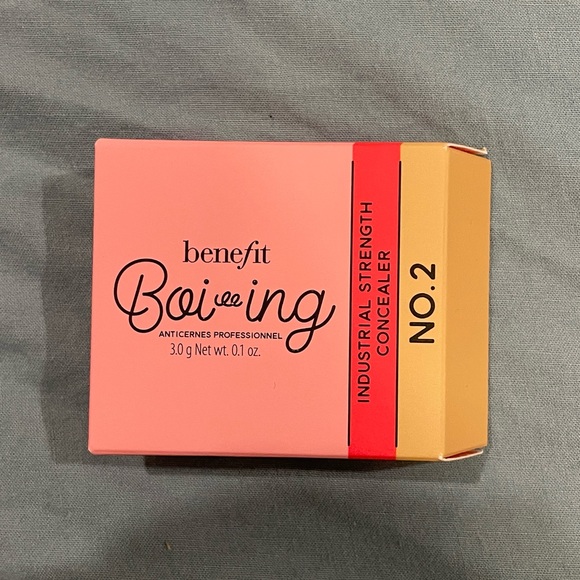 benefit
Boi-ing
ANTICERNES PROFESSIONNEL
3.0 g Net wt. 0.1 oz.
INDUSTRIAL STRENGTH
CONCEALER
NO.2